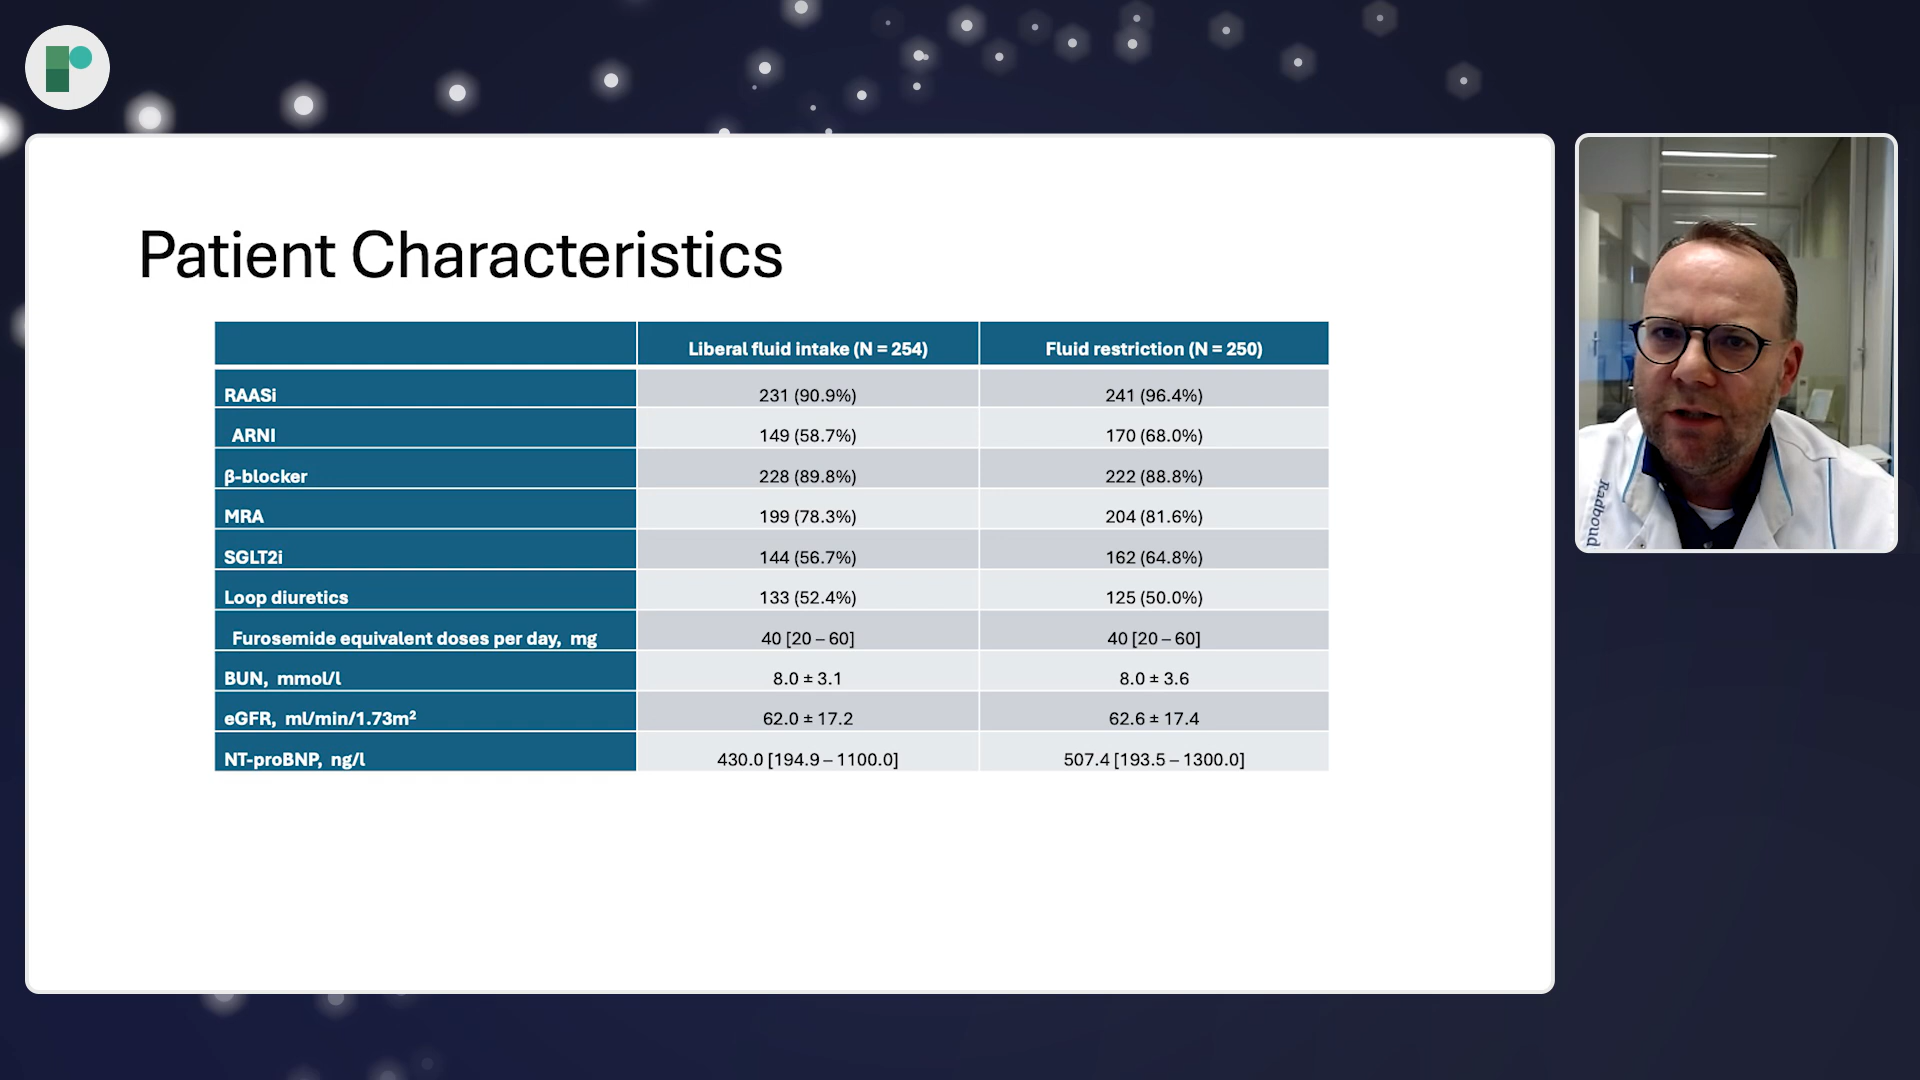 Patient Characteristics
Liberal fluid intake (N = 254) Fluid restriction (N = 250)
RAASi 231 (90.9%) 241 (96.4%)
ARNI 149 (58.7%) 170 (68.0%)
β-blocker 228 (89.8%) 222 (88.8%)
MRA 199 (78.3%) 204 (81.6%)
SGLT2i 144 (56.7%) 162 (64.8%)
Loop diuretics 133 (52.4%) 125 (50.0%)
Furosemide equivalent doses per day, mg 40 [20 – 60] 40 [20 – 60]
BUN, mmol/l 8.0 ± 3.1 8.0 ± 3.6
eGFR, ml/min/1.73m² 62.0 ± 17.2 62.6 ± 17.4
NT-proBNP, ng/l 430.0 [194.9 – 1100.0] 507.4 [193.5 – 1300.0]
Radboud